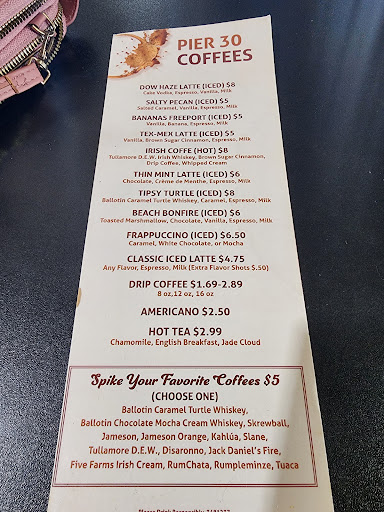 PIER 30
COFFEES
DOW HAZE LATTE (ICED) $8
Cake Vodka, Espresso, Vanilla, Milk
SALTY PECAN (ICED) $5
Salted Caramel, Vanilla, Espresso, Milk
BANANAS FREEPORT (ICED) $5
Vanilla, Banana, Espresso, Milk
TEX-MEX LATTE (ICED) $5
Vanilla, Brown Sugar Cinnamon, Espresso, Milk
IRISH COFFE (HOT) $8
Tullamore D.E.W. Irish Whiskey, Brown Sugar Cinnamon,
Drip Coffee, Whipped Cream
THIN MINT LATTE (ICED) $6
Chocolate, Crème de Menthe, Espresso, Milk
TIPSY TURTLE (ICED) $8
Ballotin Caramel Turtle Whiskey, Caramel, Espresso, Milk
BEACH BONFIRE (ICED) $6
Toasted Marshmallow, Chocolate, Vanilla, Espresso, Milk
FRAPPUCCINO (ICED) $6.50
Caramel, White Chocolate, or Mocha
CLASSIC ICED LATTE $4.75
Any Flavor, Espresso, Milk (Extra Flavor Shots $.50)
DRIP COFFEE $1.69-2.89
8 oz,12 oz, 16 oz
AMERICANO $2.50
HOT TEA $2.99
Chamomile, English Breakfast, Jade Cloud
Spike Your Favorite Coffees $5
(CHOOSE ONE)
Ballotin Caramel Turtle Whiskey,
Ballotin Chocolate Mocha Cream Whiskey, Skrewball,
Jameson, Jameson Orange, Kahlúa, Slane,
Tullamore D.E.W., Disaronno, Jack Daniel's Fire,
Five Farms Irish Cream, RumChata, Rumpleminze, Tuaca
Please Drink Responsibly.